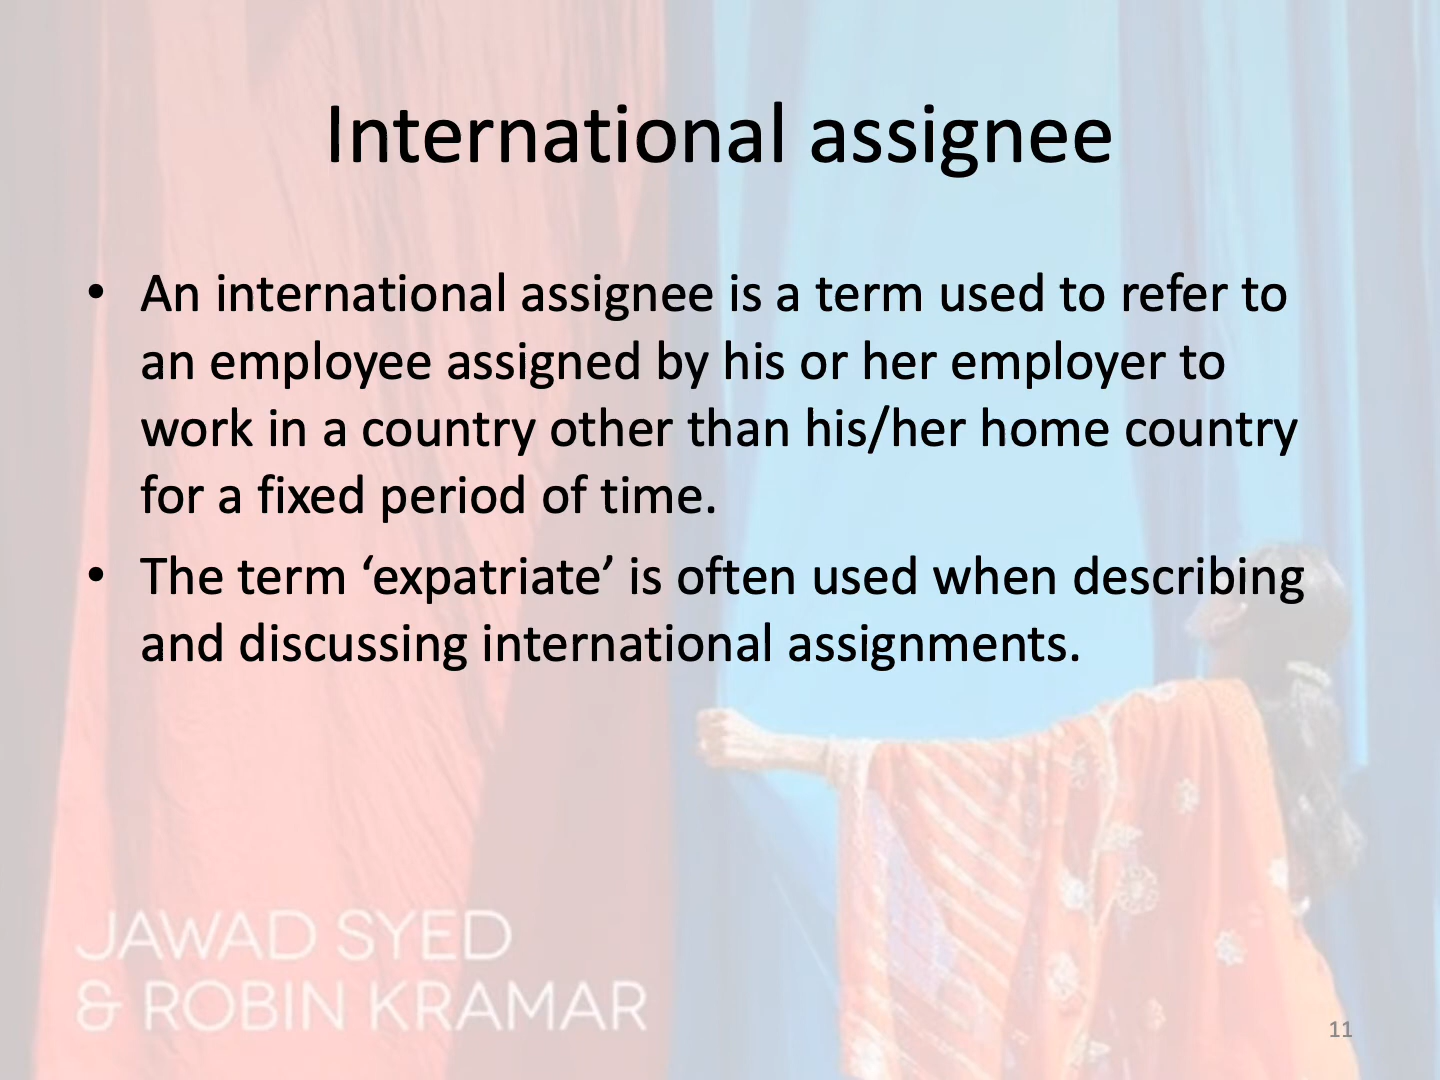 International assignee
• An international assignee is a term used to refer to
an employee assigned by his or her employer to
work in a country other than his/her home country
for a fixed period of time.
• The term ‘expatriate’ is often used when describing
and discussing international assignments.
JAWAD SYED
& ROBIN KRAMAR
11